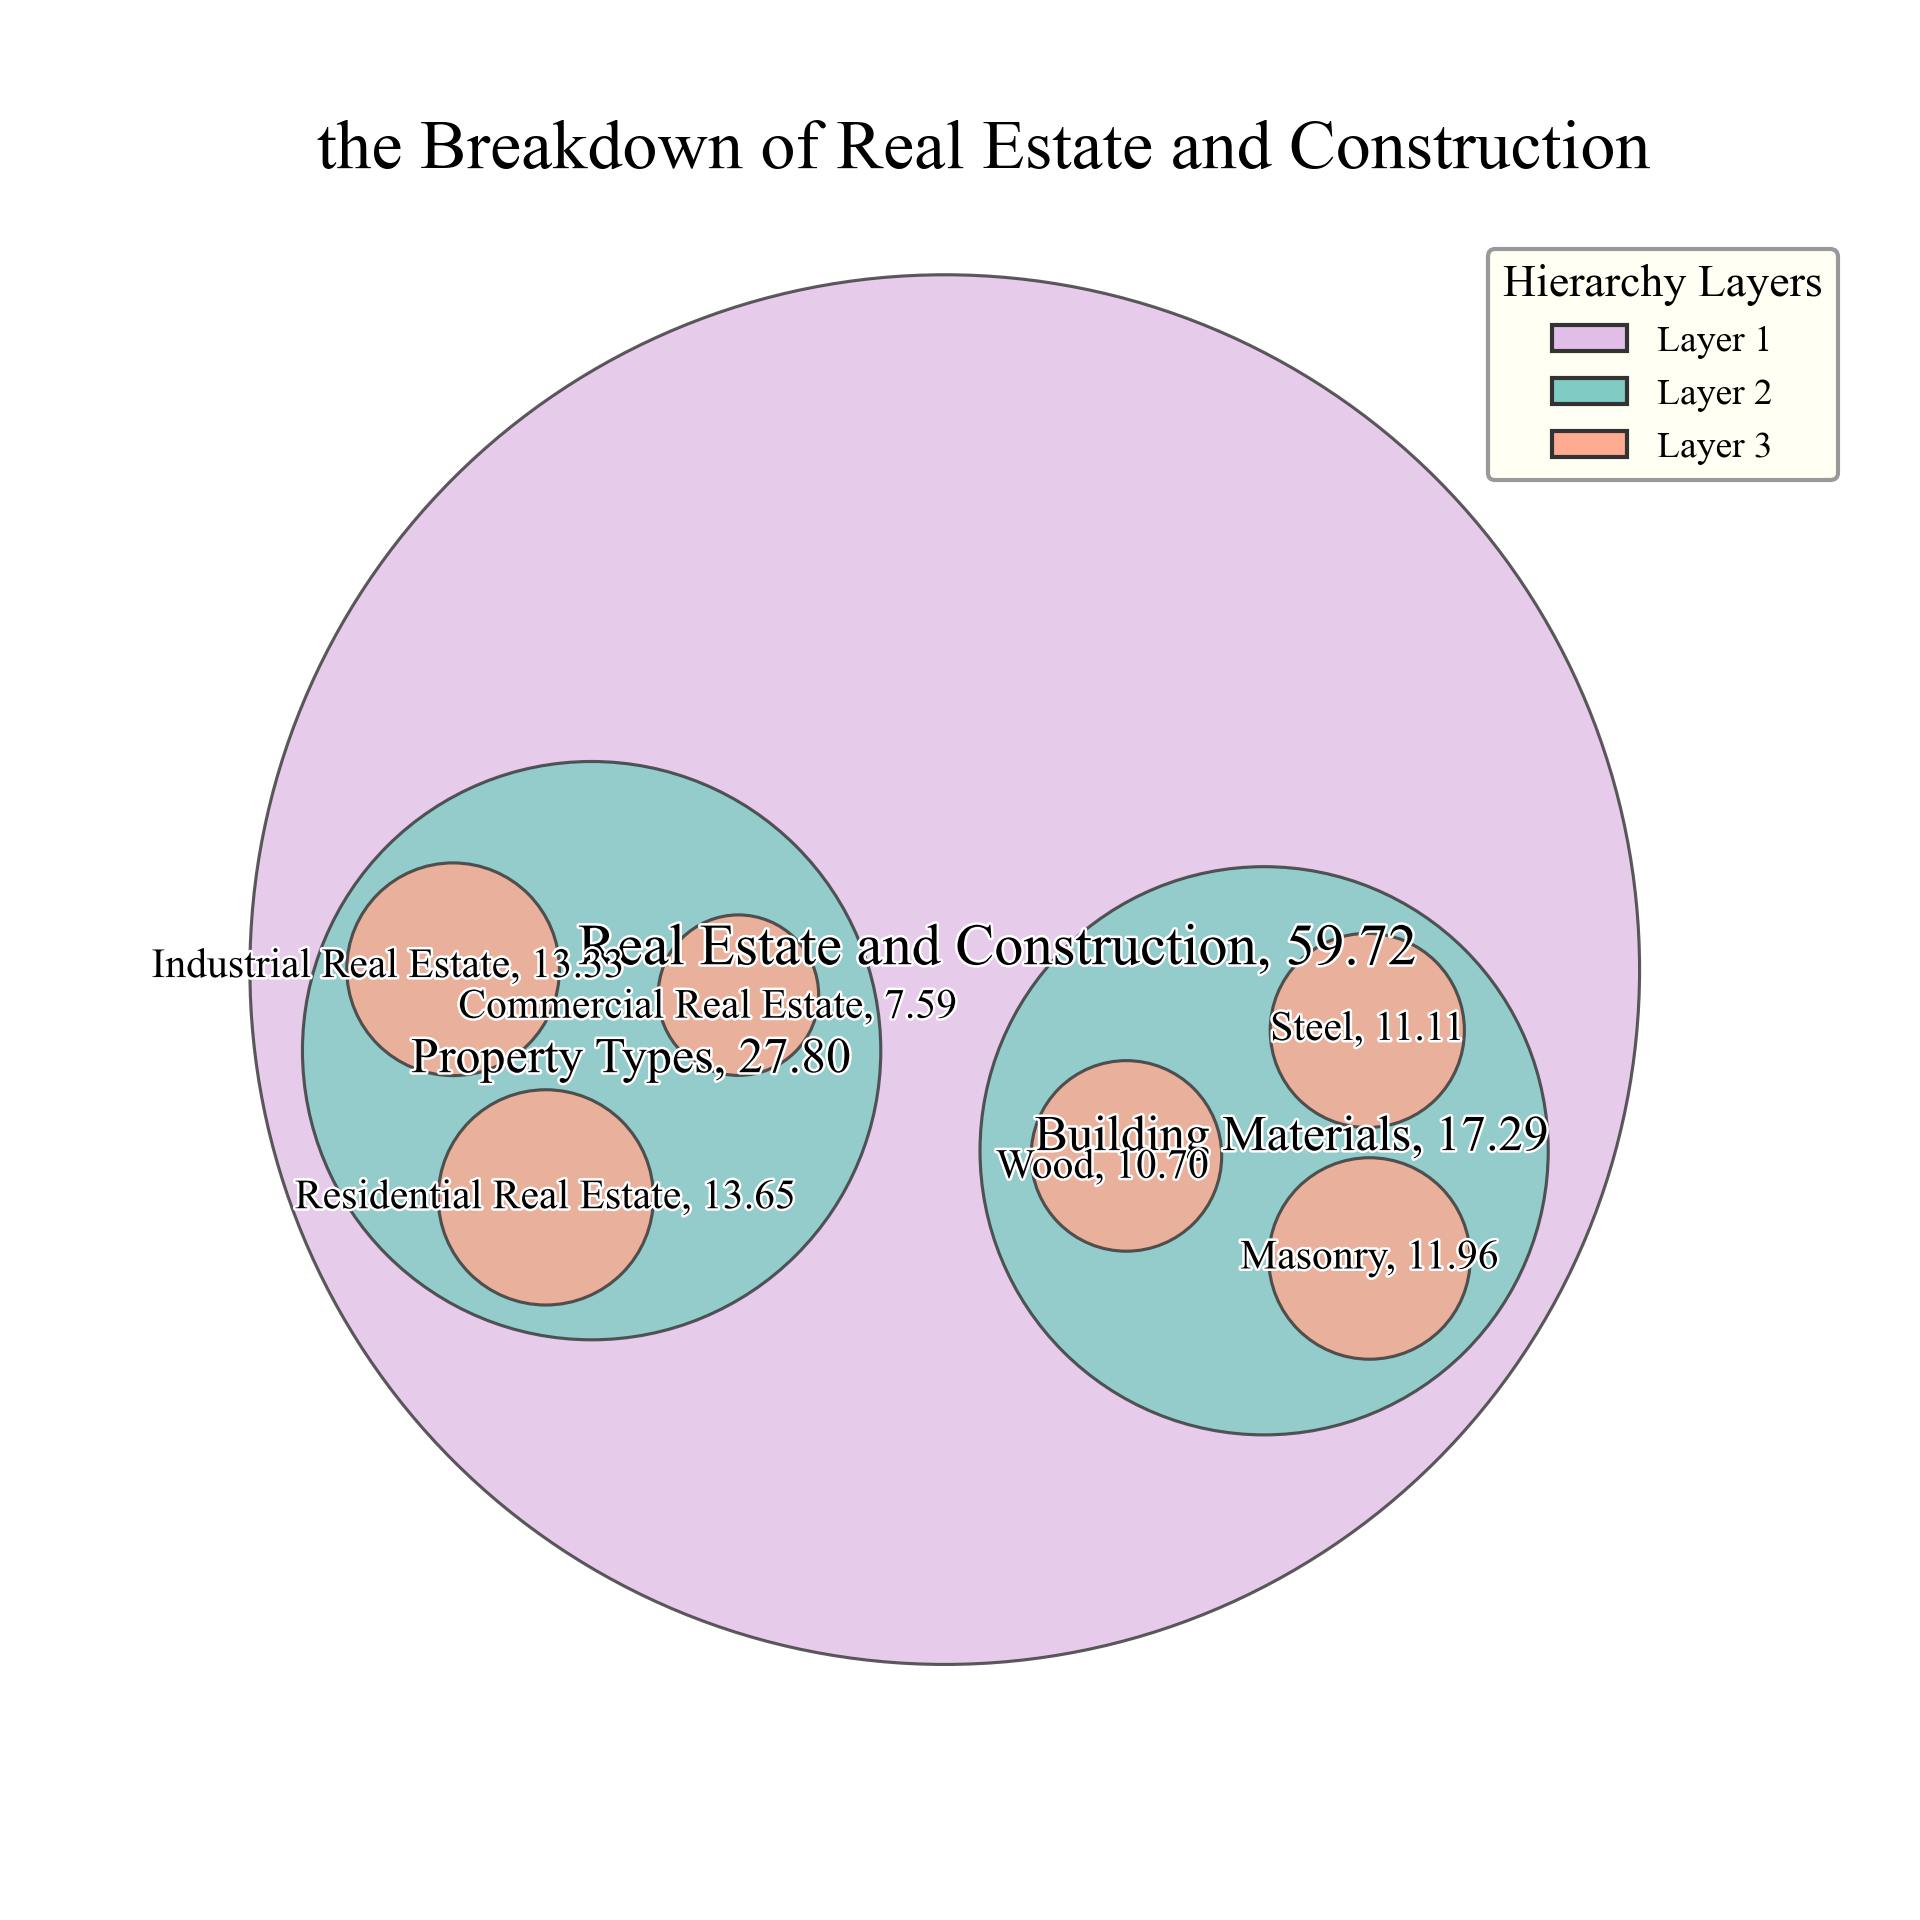 the Breakdown of Real Estate and Construction
Hierarchy Layers
Layer 1
Layer 2
Layer 3
Real Estate and Construction, 59.72
Industrial Real Estate, 13.33
Commercial Real Estate, 7.59
Property Types, 27.80
Residential Real Estate, 13.65
Steel, 11.11
Building Materials, 17.29
Wood, 10.70
Masonry, 11.96